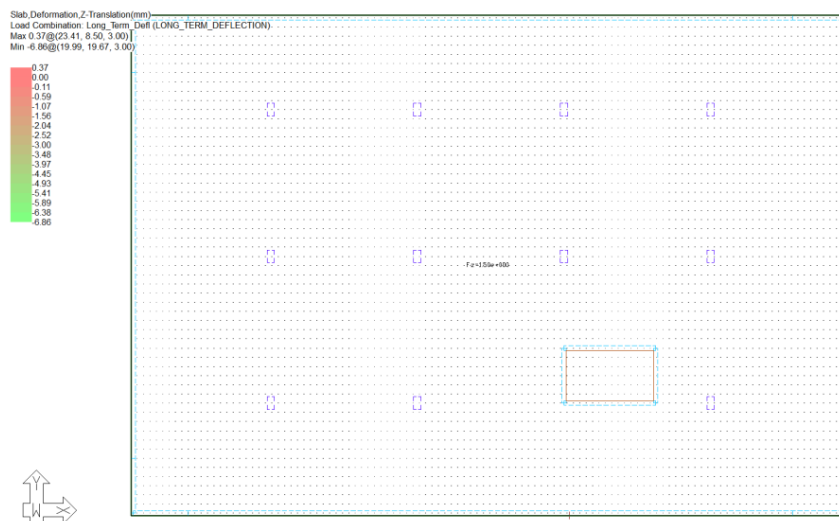 Slab,Deformation,Z-Translation(mm)
Load Combination: Long_Term_Defl (LONG_TERM_DEFLECTION)
Max 0.37@(23.41, 8.50, 3.00)
Min -6.86@(19.99, 19.67, 3.00)
0.37
0.00
-0.11
-0.59
-1.07
-1.56
-2.04
-2.52
-3.00
-3.48
-3.97
-4.45
-4.93
-5.41
-5.89
-6.38
-6.86
Y
W X